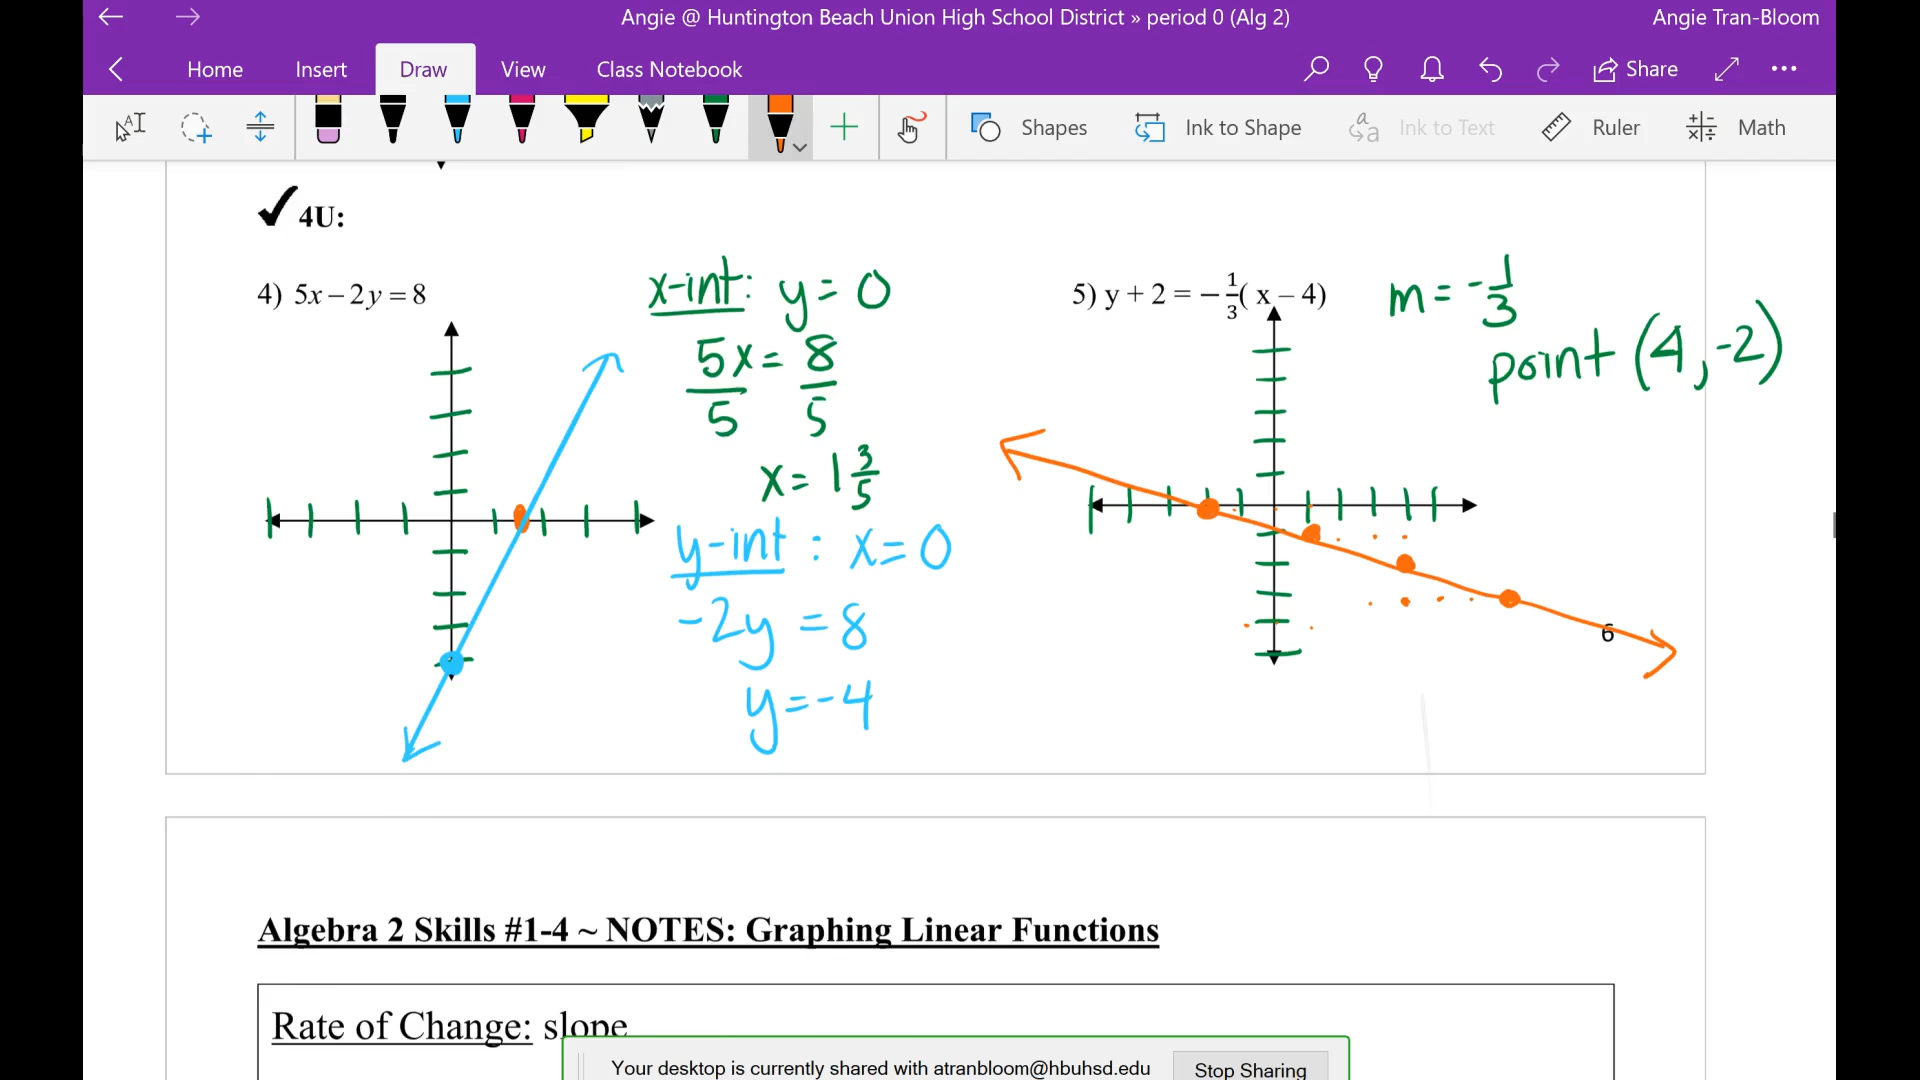 Angie @ Huntington Beach Union High School District » period 0 (Alg 2)
Angie Tran-Bloom
Home Insert Draw View Class Notebook
Share
Shapes Ink to Shape Ink to Text Ruler Math
4U:
4) 5x – 2y = 8
x-int: y = 0
5x = 8
5 5
x = 1 3/5
y-int : x = 0
-2y = 8
y = -4
5) y + 2 = – 1/3 ( x – 4)
m = -1/3
point (4, -2)
6
Algebra 2 Skills #1-4 ~ NOTES: Graphing Linear Functions
Rate of Change: slope
Your desktop is currently shared with atranbloom@hbuhsd.edu
Stop Sharing